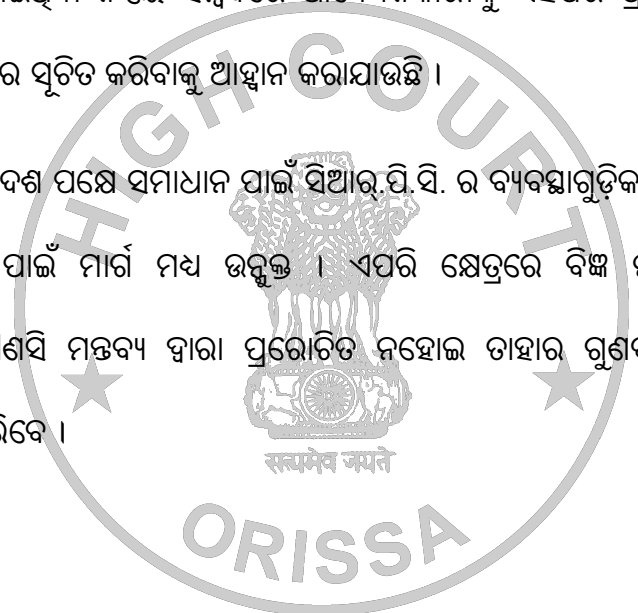 ର ସୂଚିତ କରିବାକୁ ଆହ୍ୱାନ କରାଯାଉଛି ।
ଦଶ ପକ୍ଷେ ସମାଧାନ ପାଇଁ ସିଆର୍.ପି.ସି. ର ବ୍ୟବସ୍ଥାଗୁଡ଼ିକ
ପାଇଁ ମାର୍ଗ ମଧ୍ୟ ଉନ୍ମୁକ୍ତ । ଏପରି କ୍ଷେତ୍ରରେ ବିଜ୍ଞ
ଣସି ମନ୍ତବ୍ୟ ଦ୍ୱାରା ପ୍ରରୋଚିତ ନହୋଇ ତାହାର
ରିବେ ।
HIGH COURT
सत्यमेव जयते
ORISSA